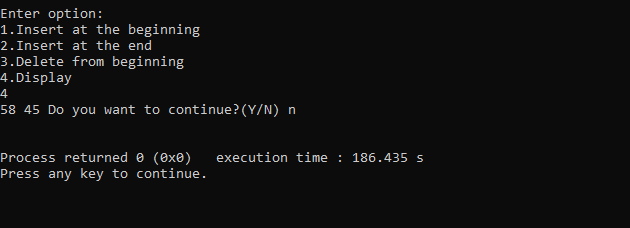 Enter option:
1.Insert at the beginning
2.Insert at the end
3.Delete from beginning
4.Display
4
58 45 Do you want to continue?(Y/N) n
Process returned 0 (0x0)   execution time : 186.435 s
Press any key to continue.